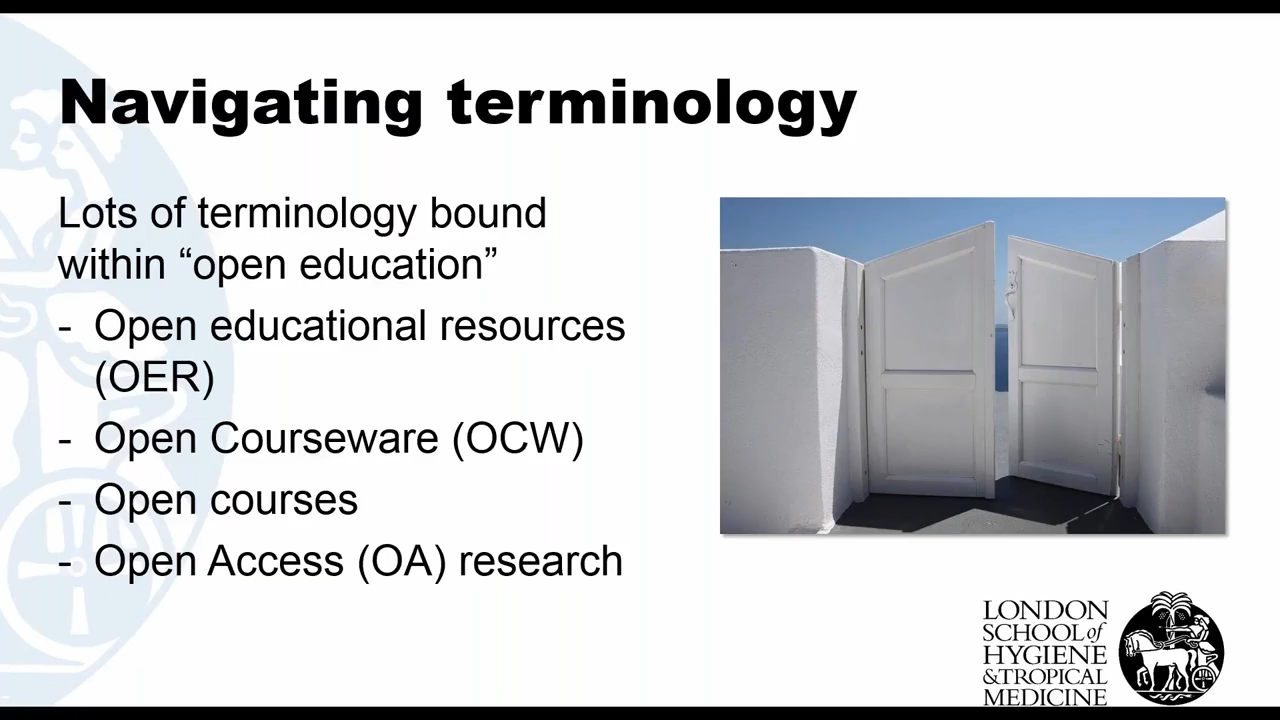 Navigating terminology
Lots of terminology bound
within “open education”
- Open educational resources
(OER)
- Open Courseware (OCW)
- Open courses
- Open Access (OA) research
LONDON
SCHOOL of
HYGIENE
& TROPICAL
MEDICINE